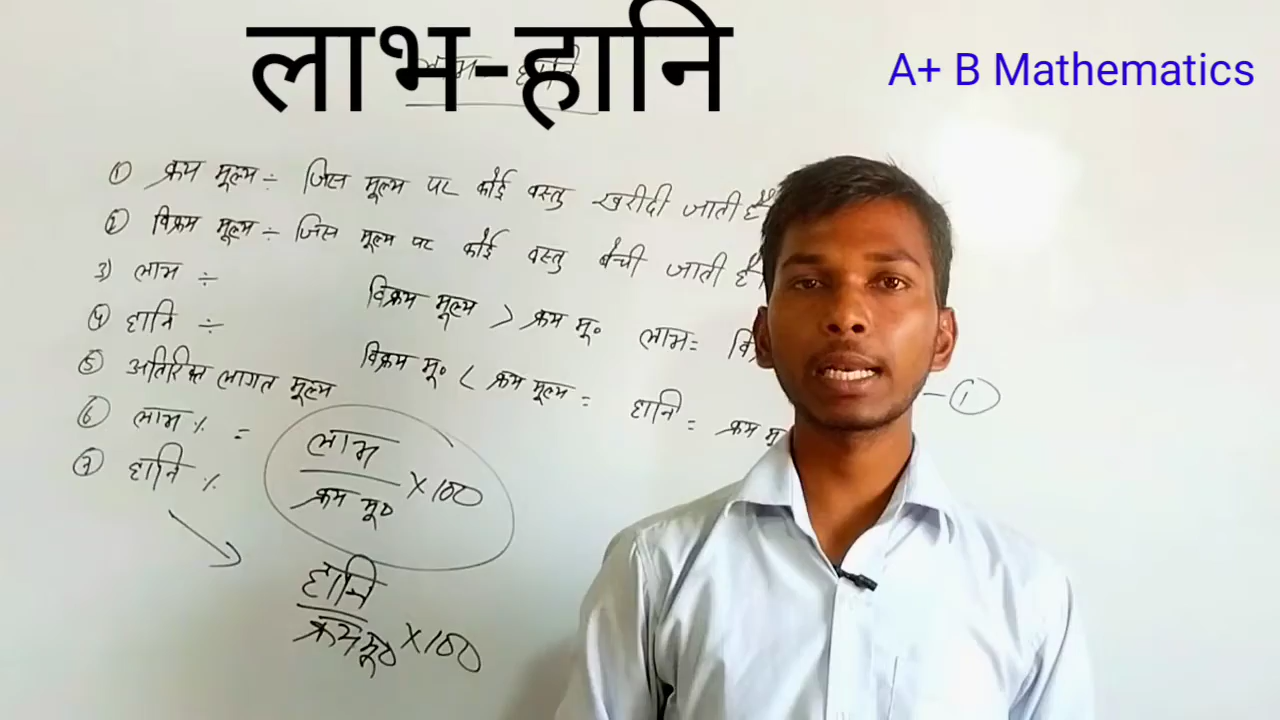 लाभ-हानि
A+ B Mathematics
① क्रय मूल्य ÷ जिस मूल्य पर कोई वस्तु खरीदी जाती है
② विक्रय मूल्य ÷ जिस मूल्य पर कोई वस्तु बेची जाती है
3) लाभ ÷ विक्रय मूल्य > क्रय मू० लाभ =
④ हानि ÷ विक्रय मू० < क्रय मूल्य = हानि = क्रय मू - ①
⑤ अतिरिक्त लागत मूल्य
⑥ लाभ % = लाभ / क्रय मू० × 100
⑦ हानि %
हानि / क्रय मू० × 100